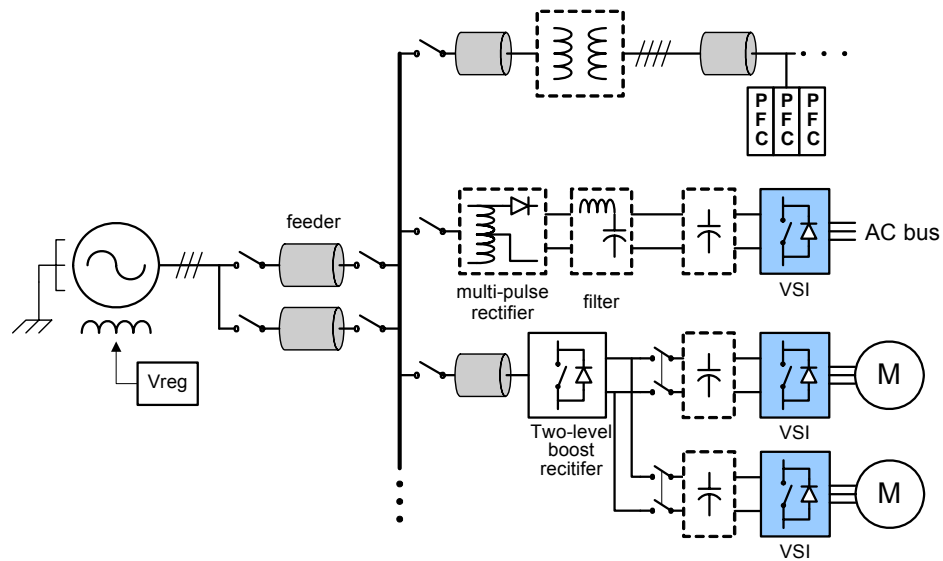 P P P
F F F
C C C
feeder
multi-pulse
rectifier
filter
VSI
AC bus
Vreg
Two-level
boost
recitifer
VSI
M
VSI
M